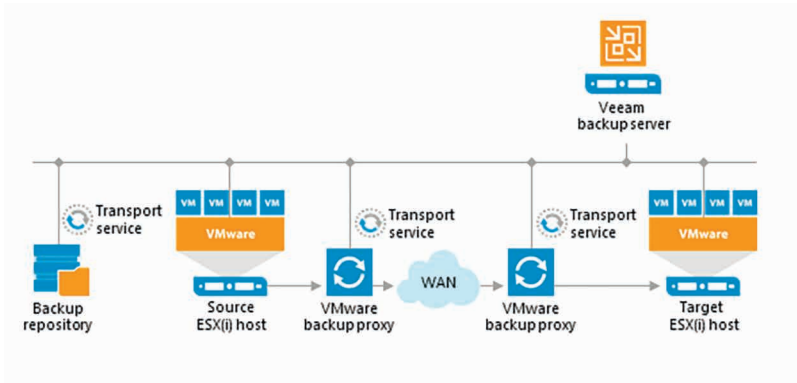 Veeam
backup server
Transport
service
VM VM VM VM
VMware
Transport
service
Transport
service
VM VM VM VM
VMware
WAN
Backup
repository
Source
ESX(i) host
VMware
backup proxy
VMware
backup proxy
Target
ESX(i) host